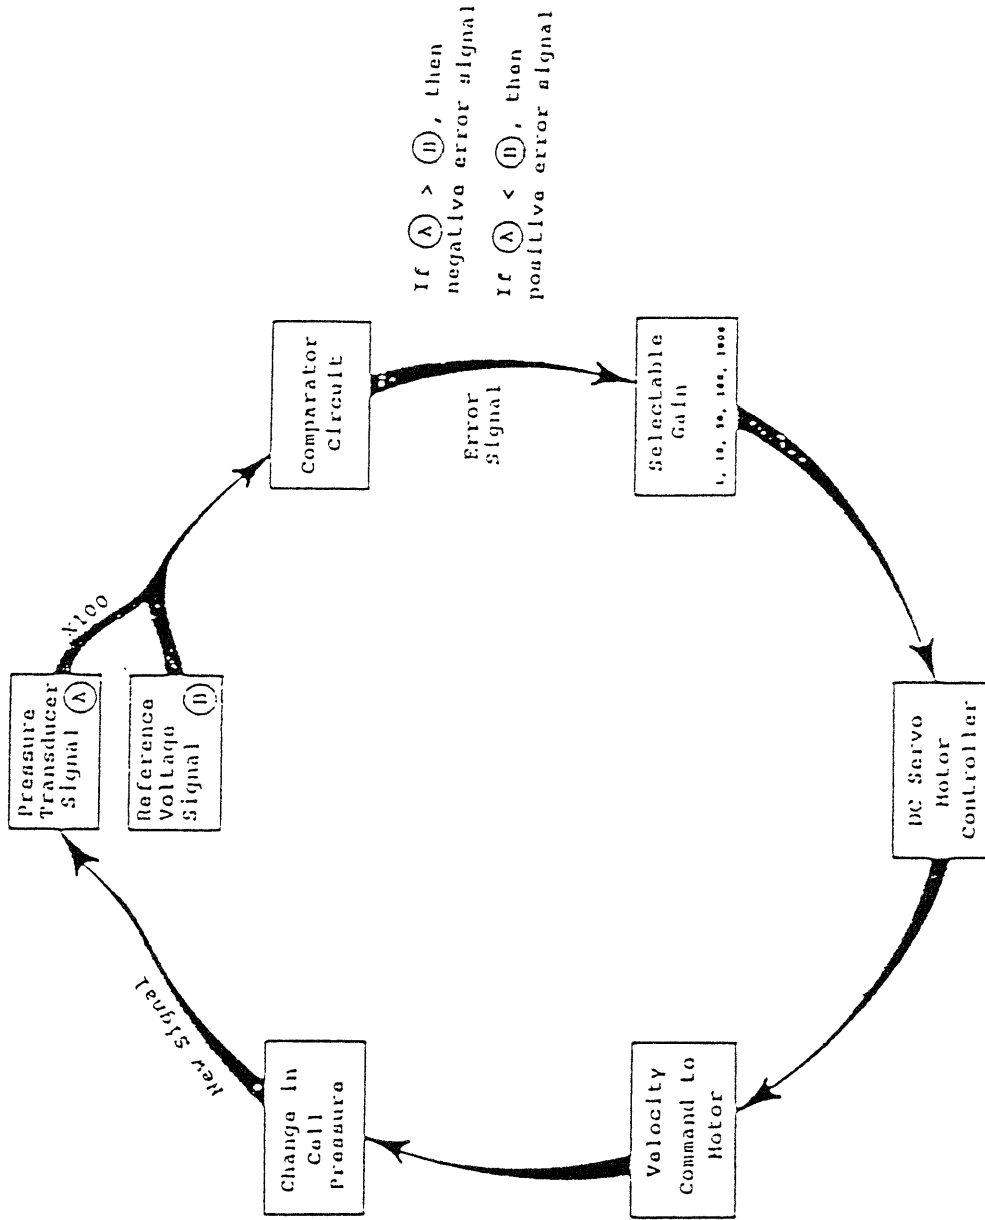 Pressure
Transducer
Signal (A)
Reference
Voltage
Signal (B)
X100
Comparator
Circuit
If (A) > (B), then
negative error signal
If (A) < (B), then
positive error signal
Error
Signal
Selectable
Gain
1, 10, 50, 100, 1000
DC Servo
Motor
Controller
Velocity
Command to
Motor
Change in
Cell
Pressure
New Signal